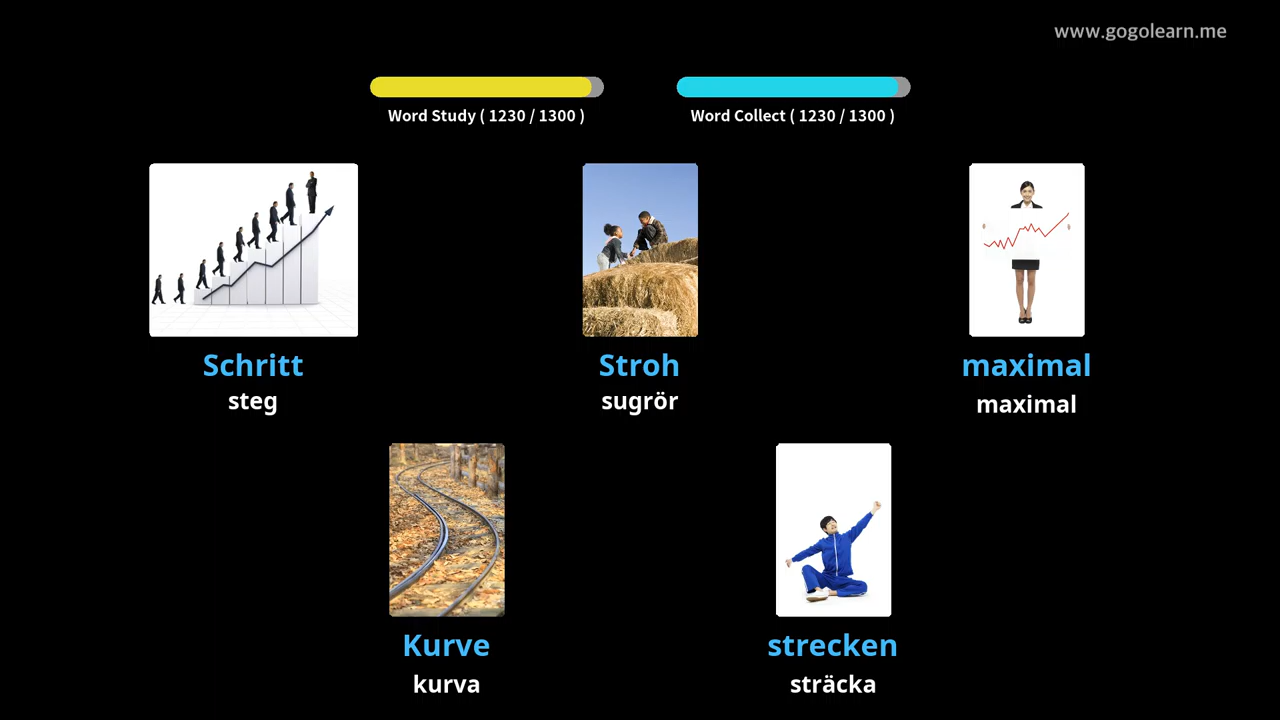 www.gogolearn.me
Word Study ( 1230 / 1300 )
Word Collect ( 1230 / 1300 )
Schritt
steg
Stroh
sugrör
maximal
maximal
Kurve
kurva
strecken
sträcka